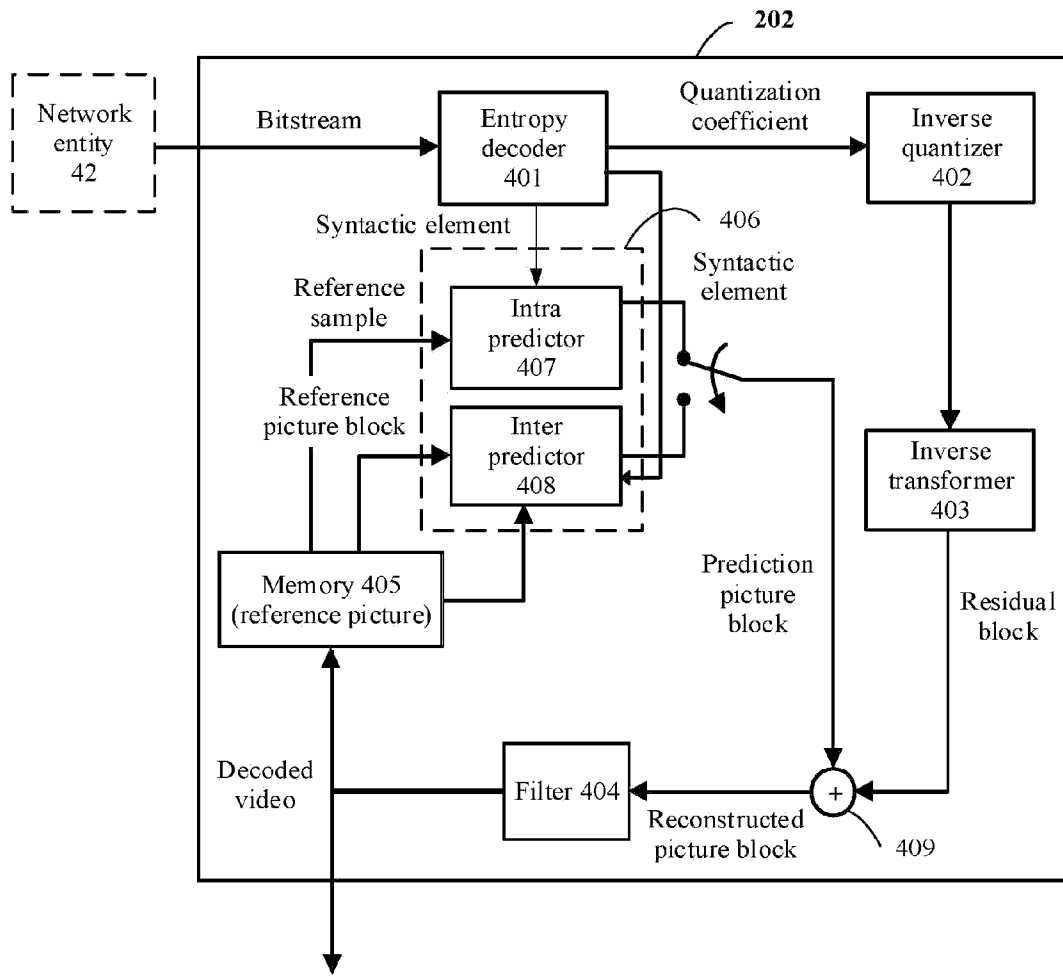 202
Network
entity
42
Bitstream
Entropy
decoder
401
Quantization
coefficient
Inverse
quantizer
402
Syntactic element
406
Syntactic
element
Reference
sample
Intra
predictor
407
Reference
picture block
Inter
predictor
408
Inverse
transformer
403
Memory 405
(reference picture)
Prediction
picture
block
Residual
block
Decoded
video
Filter 404
Reconstructed
picture block
+
409